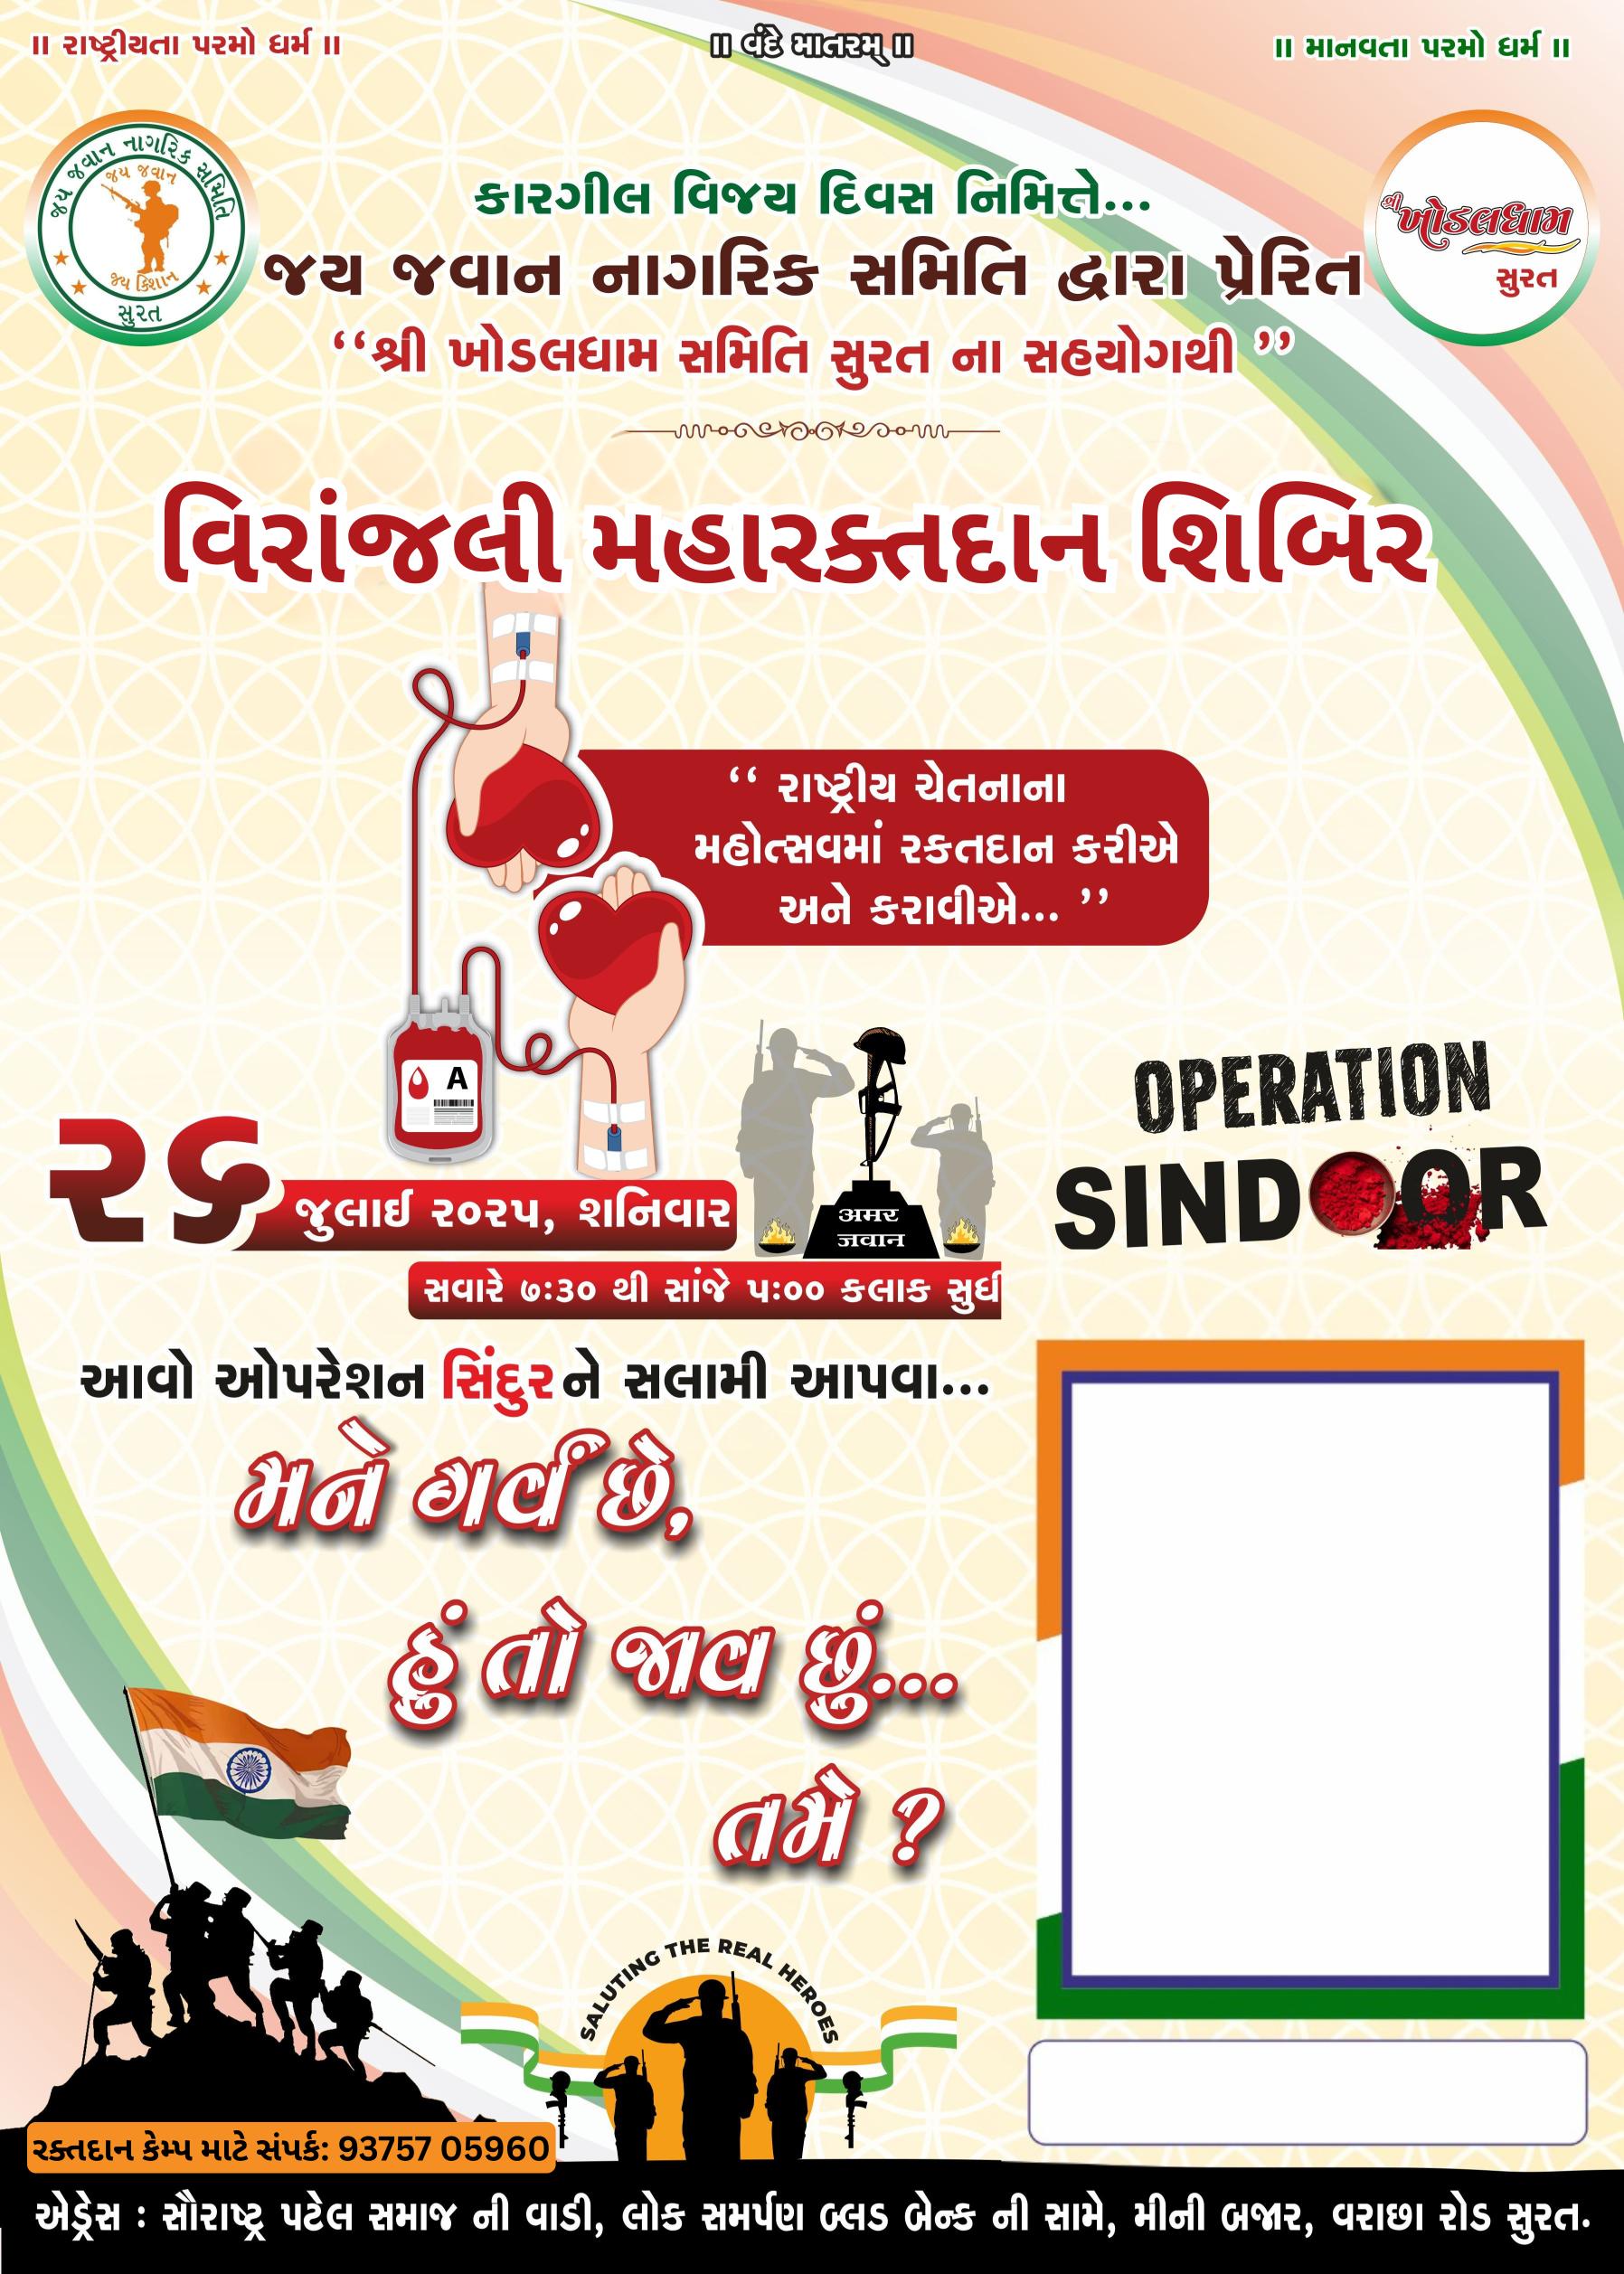 ॥ રાષ્ટ્રીયતા પરમો ધર્મ ॥
॥ વંદે માતરમ્ ॥
॥ માનવતા પરમો ધર્મ ॥
જય જવાન નાગરિક સમિતિ
જય જવાન
જય કિશાન
સુરત
શ્રી ખોડલધામ
સુરત
કારગીલ વિજય દિવસ નિમિત્તે...
જય જવાન નાગરિક સમિતિ દ્વારા પ્રેરિત
“શ્રી ખોડલધામ સમિતિ સુરત ના સહયોગથી ”
વિરાંજલી મહારક્તદાન શિબિર
“ રાષ્ટ્રીય ચેતનાના
મહોત્સવમાં રકતદાન કરીએ
અને કરાવીએ... ”
A
૨૬
જુલાઈ ૨૦૨૫, શનિવાર
अमर
जवान
OPERATION
SINDOOR
સવારે ૭:૩૦ થી સાંજે ૫:૦૦ કલાક સુધી
આવો ઓપરેશન સિંદુર ને સલામી આપવા...
મને ગર્વ છે,
હું તો જાવ છું...
તમે ?
SALUTING THE REAL HEROES
રક્તદાન કેમ્પ માટે સંપર્ક: 93757 05960
એડ્રેસ : સૌરાષ્ટ્ર પટેલ સમાજ ની વાડી, લોક સમર્પણ બ્લડ બેન્ક ની સામે, મીની બજાર, વરાછા રોડ સુરત.